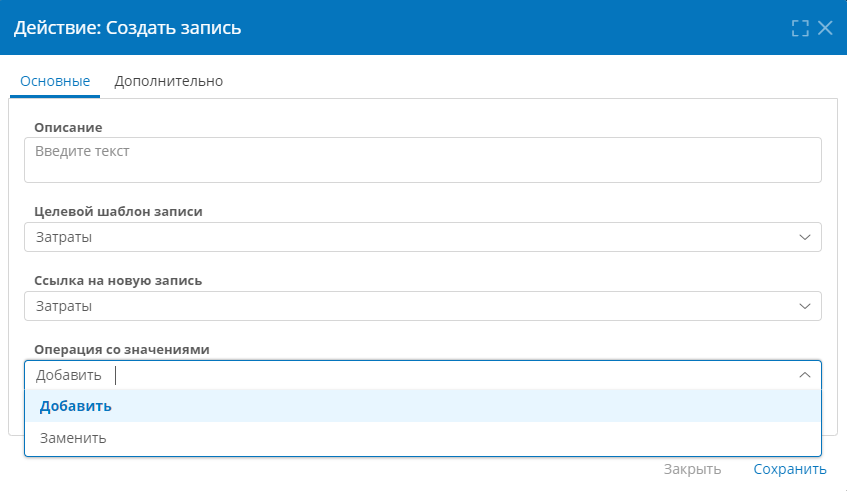 Действие: Создать запись
Основные Дополнительно
Описание
Введите текст
Целевой шаблон записи
Затраты
Ссылка на новую запись
Затраты
Операция со значениями
Добавить
Добавить
Заменить
Закрыть Сохранить